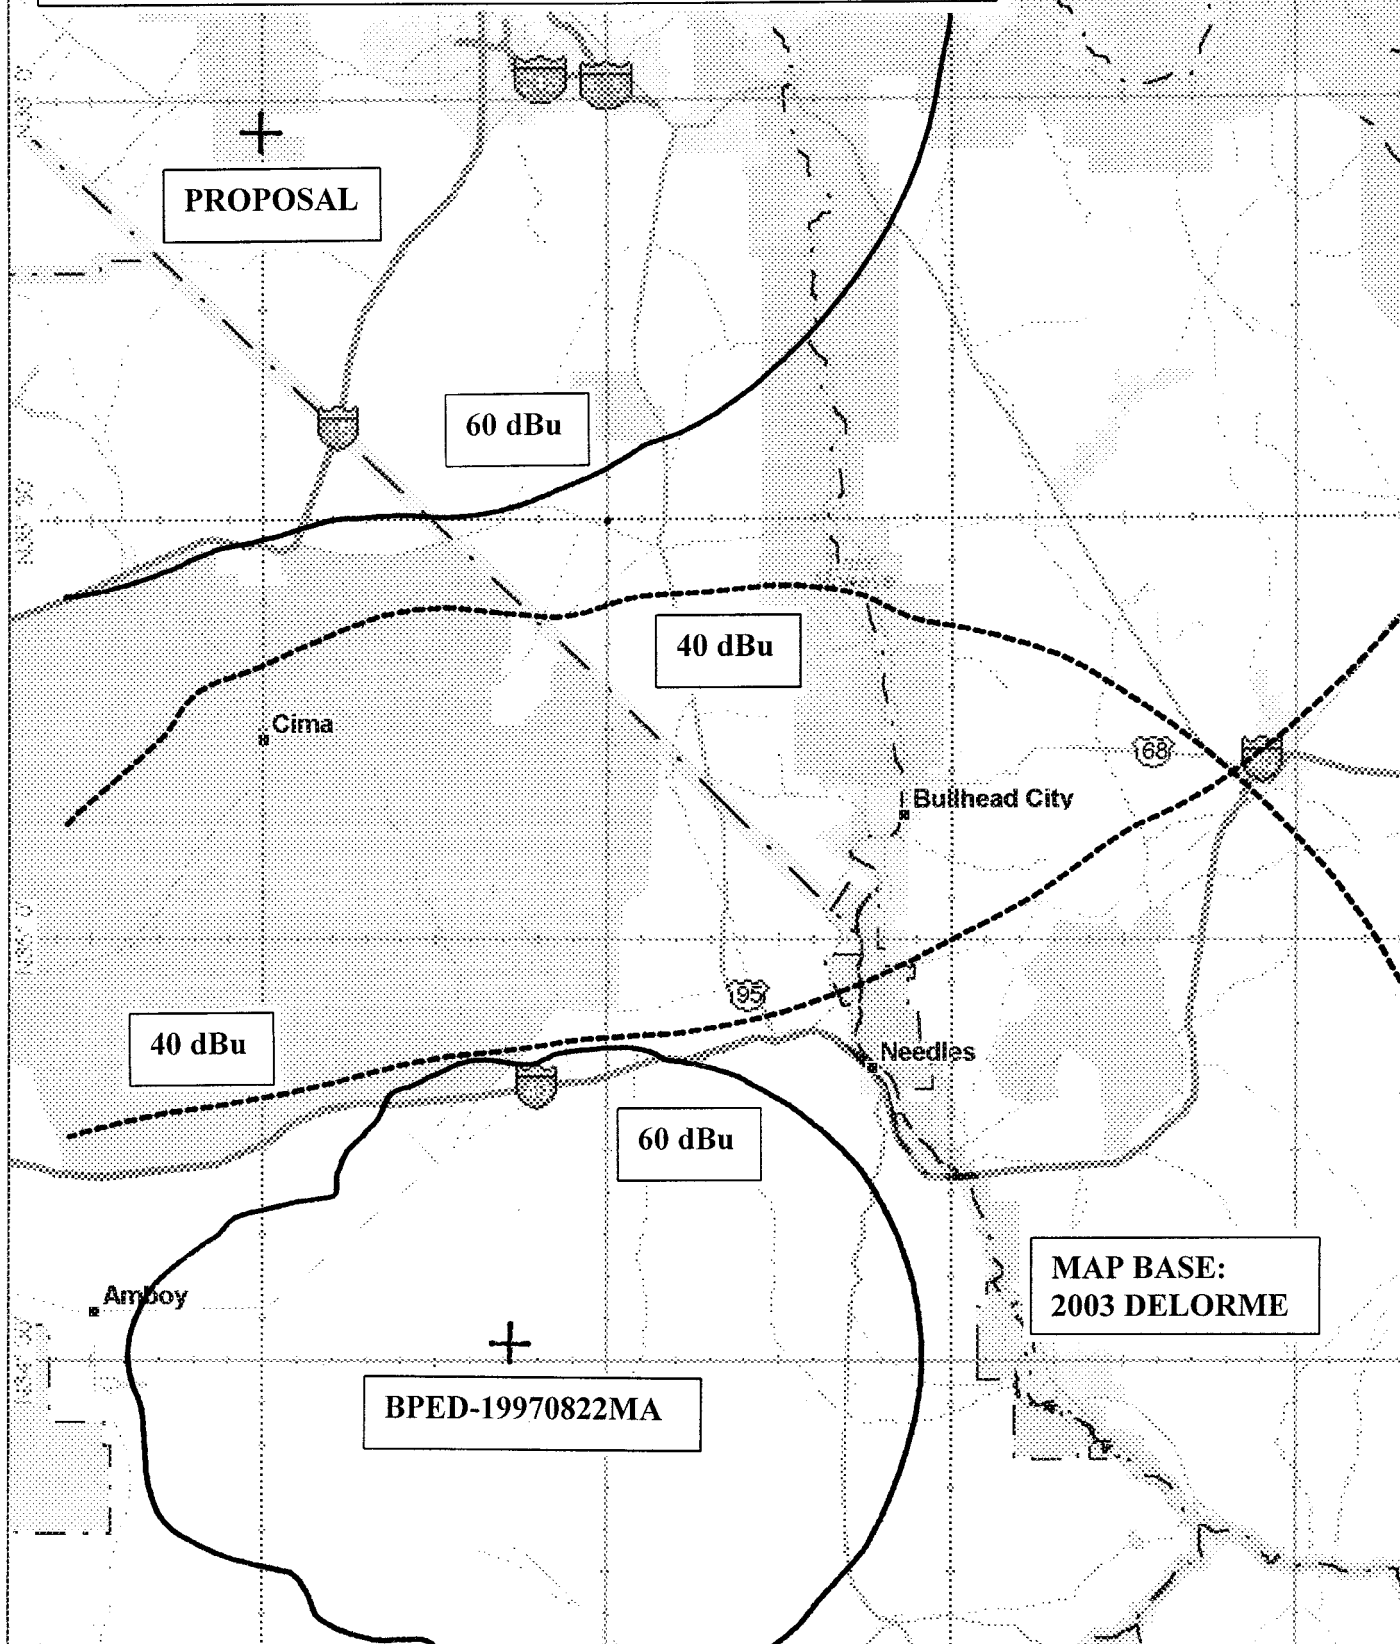 PROPOSAL
60 dBu
40 dBu
Cima
68
Bullhead City
95
40 dBu
Needles
60 dBu
MAP BASE:
2003 DELORME
Amboy
BPED-19970822MA